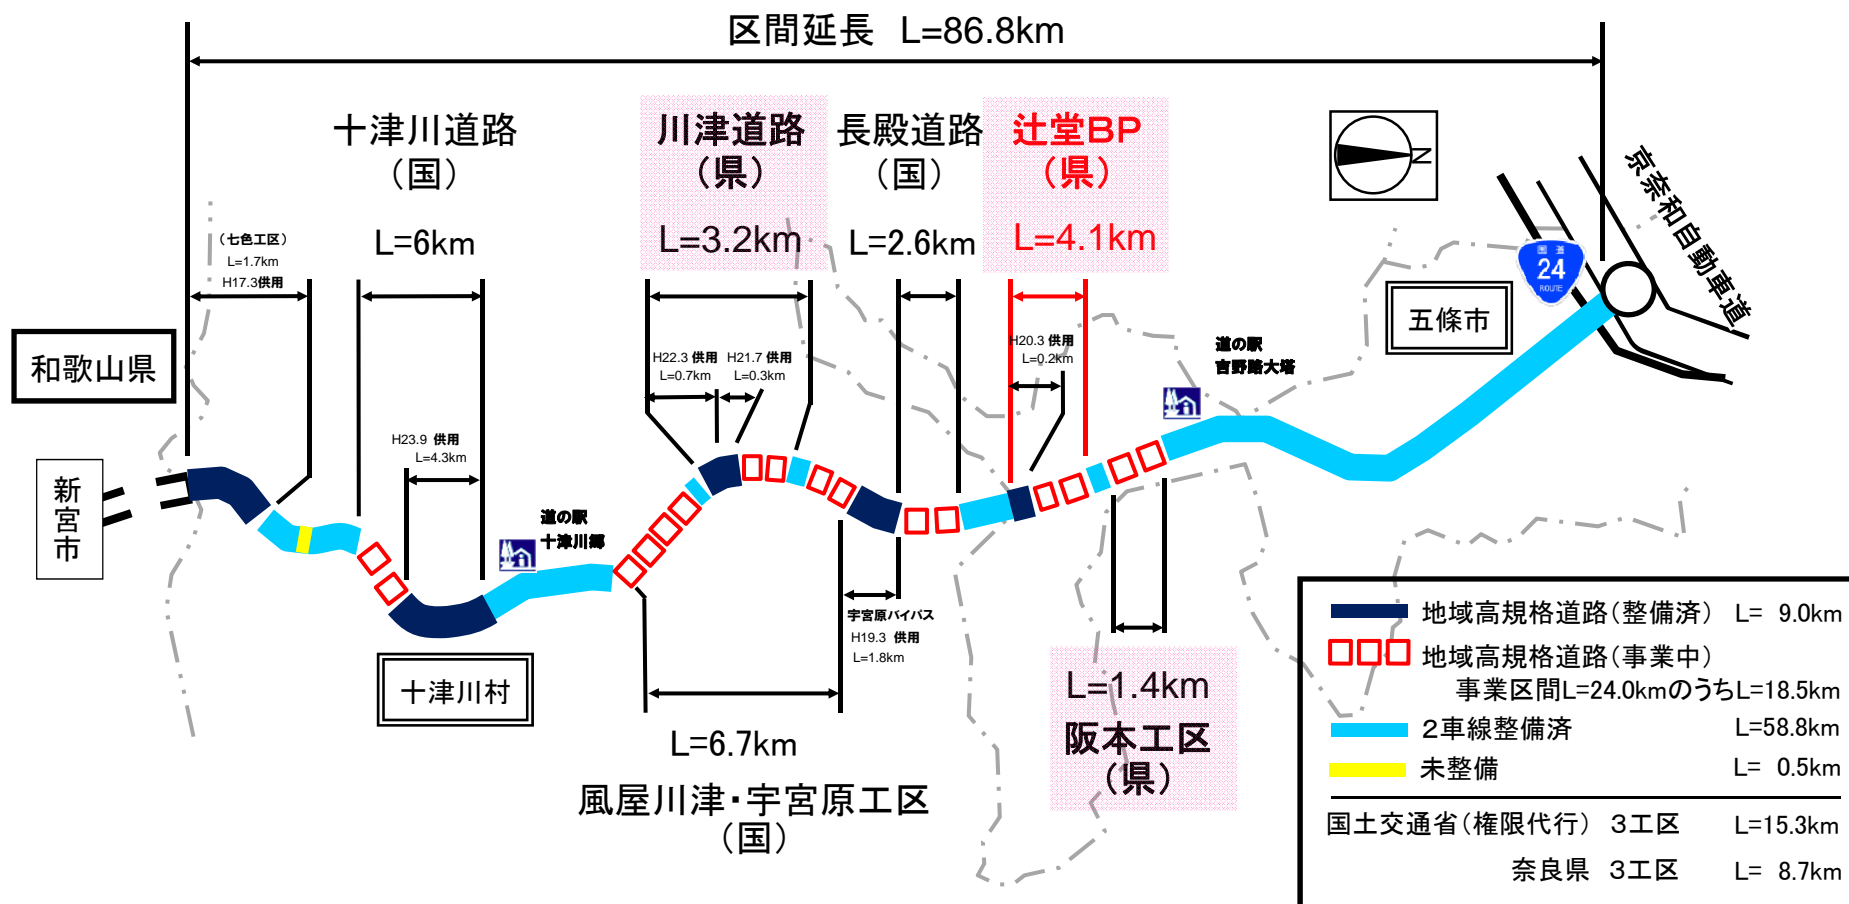 区間延長 L=86.8km
十津川道路
（国）
L=6km
川津道路
（県）
L=3.2km
長殿道路
（国）
L=2.6km
辻堂BP
（県）
L=4.1km
N
京奈和自動車道
国道
24
ROUTE
五條市
（七色工区）
L=1.7km
H17.3供用
和歌山県
新宮市
H22.3 供用
L=0.7km
H21.7 供用
L=0.3km
H20.3 供用
L=0.2km
道の駅
吉野路大塔
H23.9 供用
L=4.3km
道の駅
十津川郷
宇宮原バイパス
H19.3 供用
L=1.8km
十津川村
L=6.7km
風屋川津・宇宮原工区
（国）
L=1.4km
阪本工区
（県）
地域高規格道路（整備済） L= 9.0km
地域高規格道路（事業中）
事業区間L=24.0kmのうちL=18.5km
2車線整備済 L=58.8km
未整備 L= 0.5km
国土交通省（権限代行） 3工区 L=15.3km
奈良県 3工区 L= 8.7km